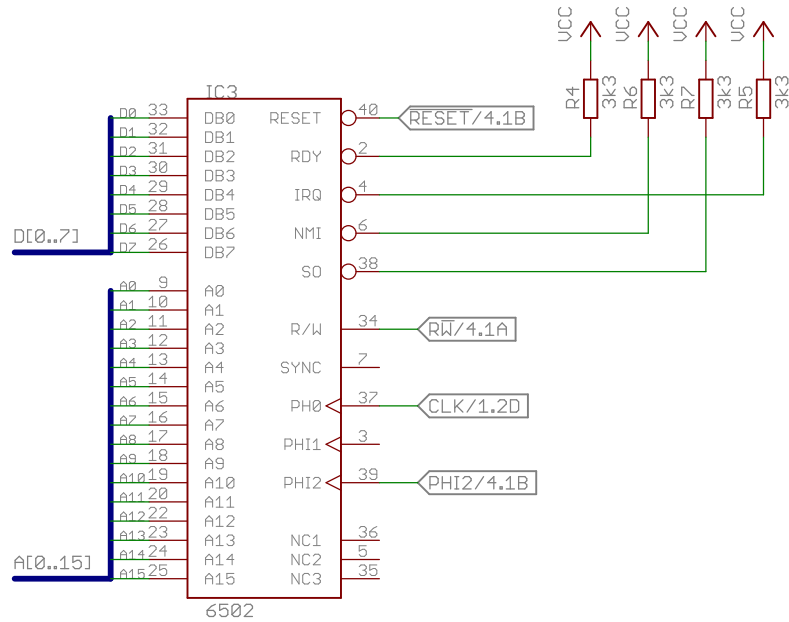 VCC VCC VCC VCC
R4 3k3 R6 3k3 R7 3k3 R5 3k3
IC3
D0 33 DB0 RESET 40 RESET/4.1B
D1 32 DB1
D2 31 DB2 RDY 2
D3 30 DB3
D4 29 DB4 IRQ 4
D5 28 DB5
D6 27 DB6 NMI 6
D[0..7]
D7 26 DB7
SO 38
A0 9 A0
A1 10 A1
A2 11 A2 R/W 34 RW/4.1A
A3 12 A3
A4 13 A4 SYNC 7
A5 14 A5
A6 15 A6 PH0 37 CLK/1.2D
A7 16 A7
A8 17 A8 PHI1 3
A9 18 A9
A10 19 A10 PHI2 39 PHI2/4.1B
A11 20 A11
A12 22 A12
A13 23 A13 NC1 36
A14 24 A14 NC2 5
A[0..15]
A15 25 A15 NC3 35
6502